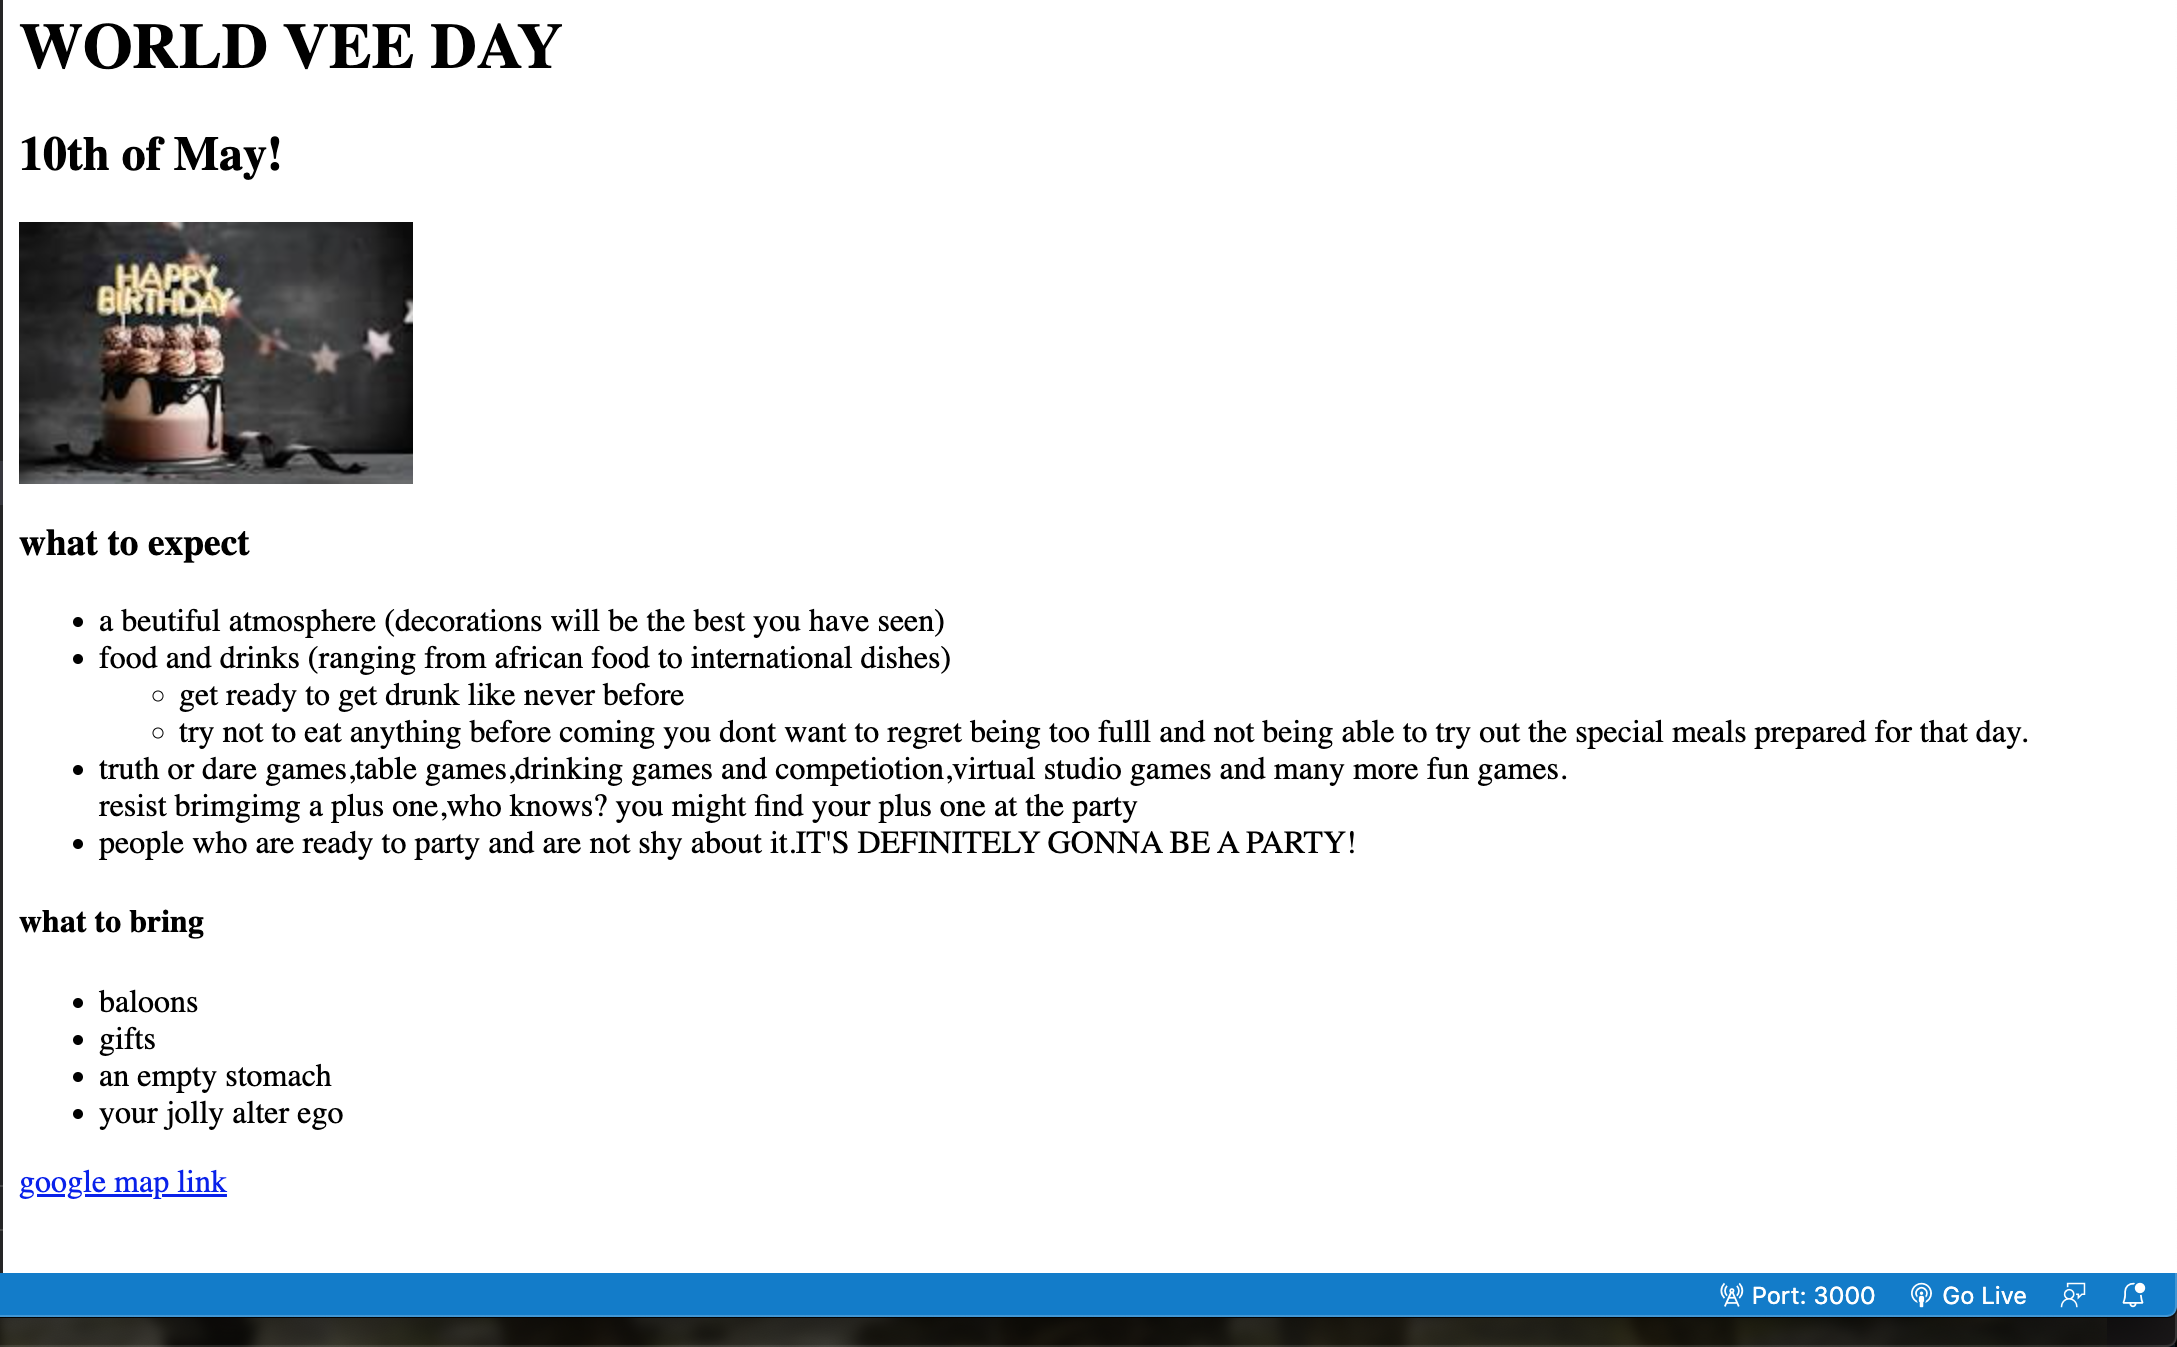 WORLD VEE DAY
10th of May!
HAPPY
BIRTHDAY
what to expect
a beutiful atmosphere (decorations will be the best you have seen)
food and drinks (ranging from african food to international dishes)
get ready to get drunk like never before
try not to eat anything before coming you dont want to regret being too fulll and not being able to try out the special meals prepared for that day.
truth or dare games,table games,drinking games and competiotion,virtual studio games and many more fun games.
resist brimgimg a plus one,who knows? you might find your plus one at the party
people who are ready to party and are not shy about it.IT'S DEFINITELY GONNA BE A PARTY!
what to bring
baloons
gifts
an empty stomach
your jolly alter ego
google map link
Port: 3000 Go Live